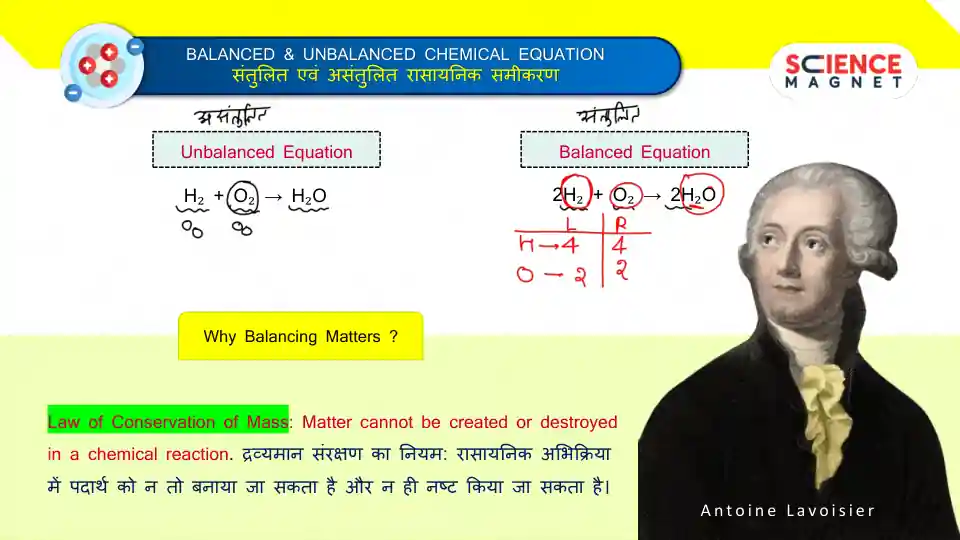 BALANCED & UNBALANCED CHEMICAL EQUATION
संतुलित एवं असंतुलित रासायनिक समीकरण
SCIENCE
MAGNET
असंतुलित
Unbalanced Equation
H₂ + O₂ → H₂O
संतुलित
Balanced Equation
2H₂ + O₂ → 2H₂O
L R
H → 4 4
O — 2 2
Why Balancing Matters ?
Law of Conservation of Mass: Matter cannot be created or destroyed
in a chemical reaction. द्रव्यमान संरक्षण का नियम: रासायनिक अभिक्रिया
में पदार्थ को न तो बनाया जा सकता है और न ही नष्ट किया जा सकता है।
Antoine Lavoisier